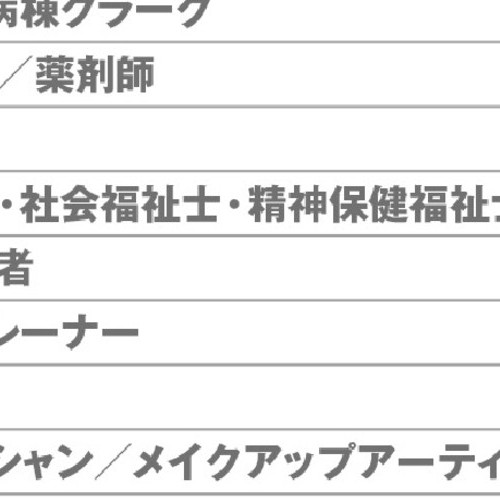 病棟クラーク
／薬剤師
・社会福祉士・精神保健福祉士
者
レーナー
シャン／メイクアップアーティ